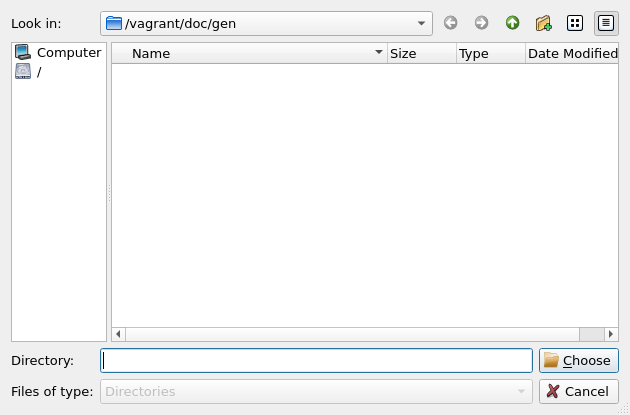 Look in: /vagrant/doc/gen
Computer
/
Name Size Type Date Modified
Directory: Choose
Files of type: Directories Cancel